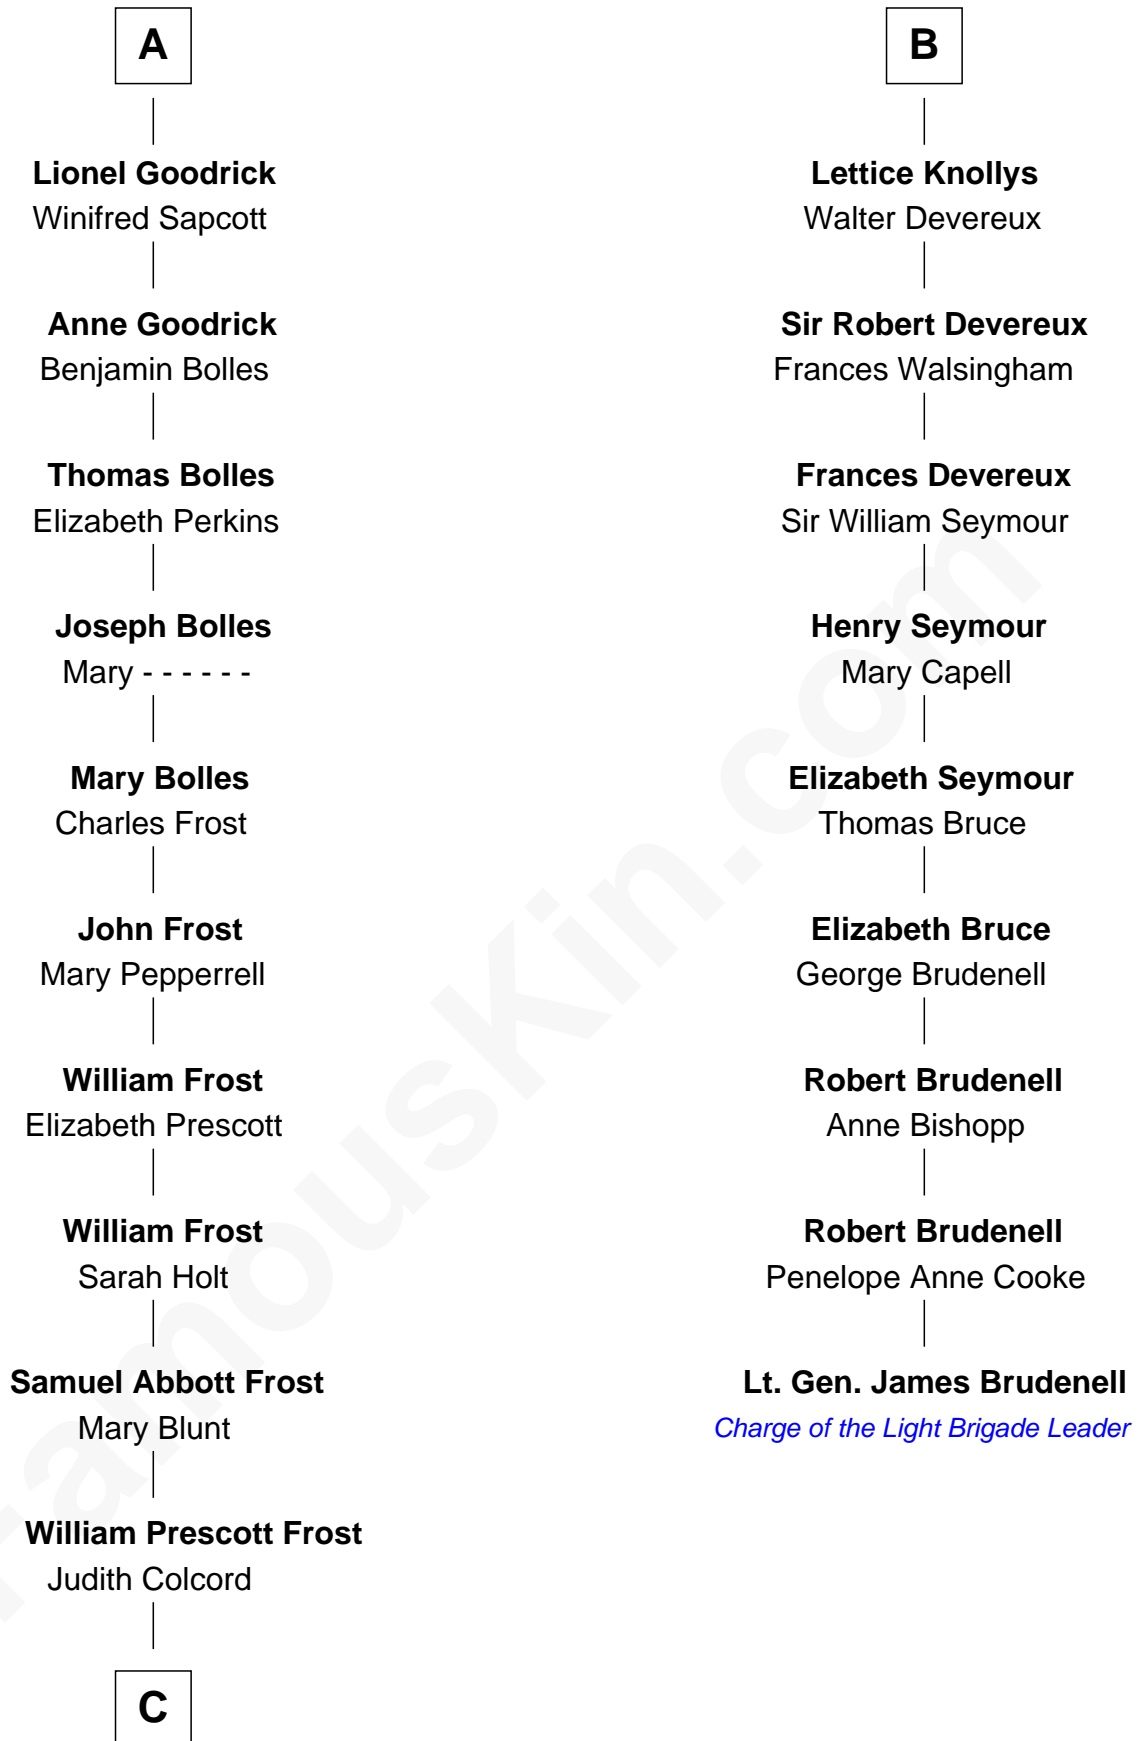 A
Lionel Goodrick
Winifred Sapcott
Anne Goodrick
Benjamin Bolles
Thomas Bolles
Elizabeth Perkins
Joseph Bolles
Mary - - - - - -
Mary Bolles
Charles Frost
John Frost
Mary Pepperrell
William Frost
Elizabeth Prescott
William Frost
Sarah Holt
Samuel Abbott Frost
Mary Blunt
William Prescott Frost
Judith Colcord
C
B
Lettice Knollys
Walter Devereux
Sir Robert Devereux
Frances Walsingham
Frances Devereux
Sir William Seymour
Henry Seymour
Mary Capell
Elizabeth Seymour
Thomas Bruce
Elizabeth Bruce
George Brudenell
Robert Brudenell
Anne Bishopp
Robert Brudenell
Penelope Anne Cooke
Lt. Gen. James Brudenell
Charge of the Light Brigade Leader
FamousKin.com